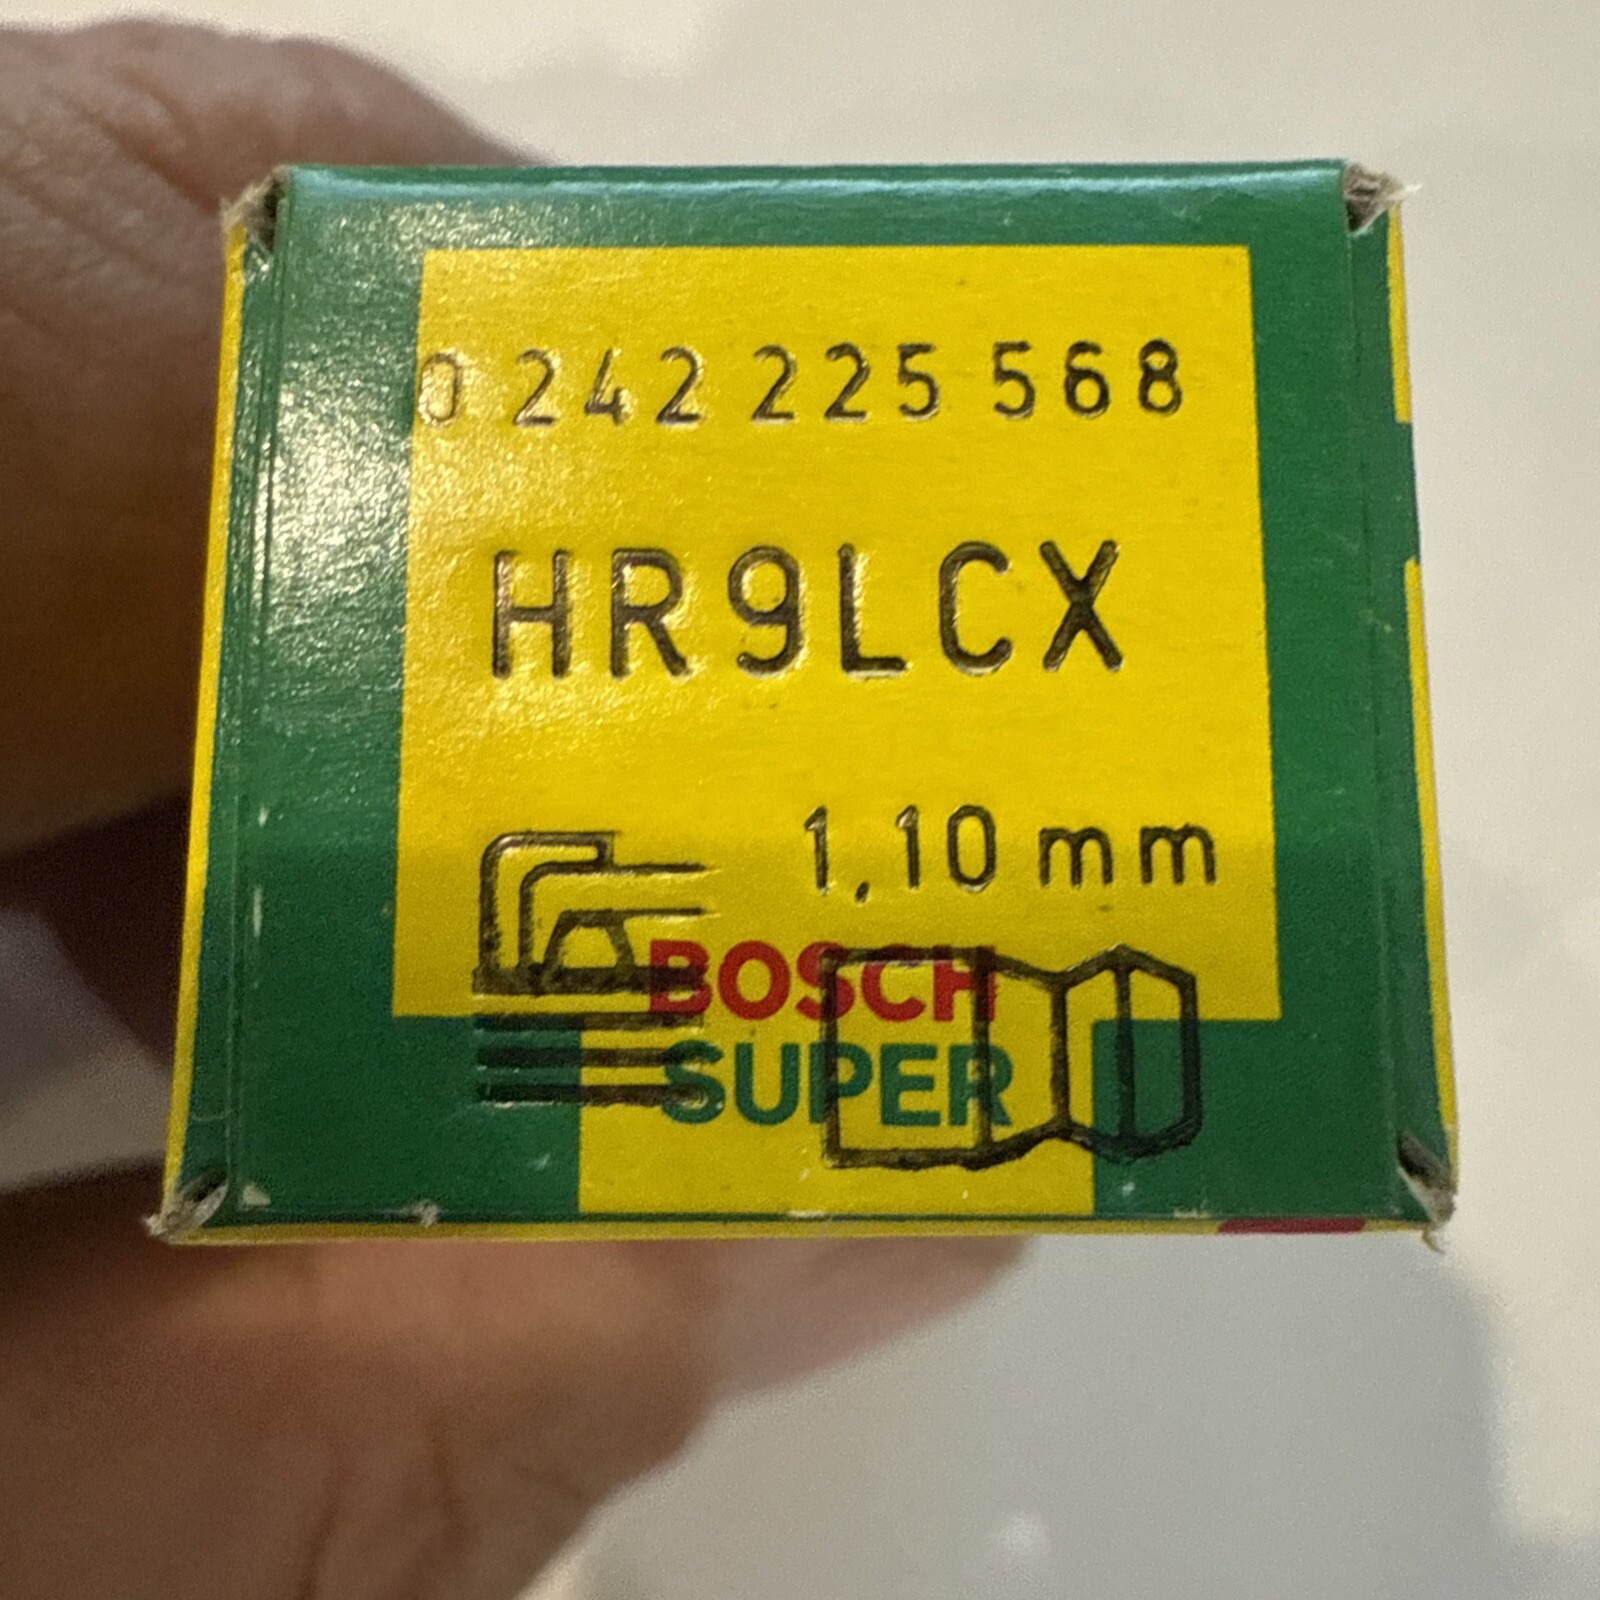 0 242 225 568
HR9LCX
1,10 mm
BOSCH
SUPER